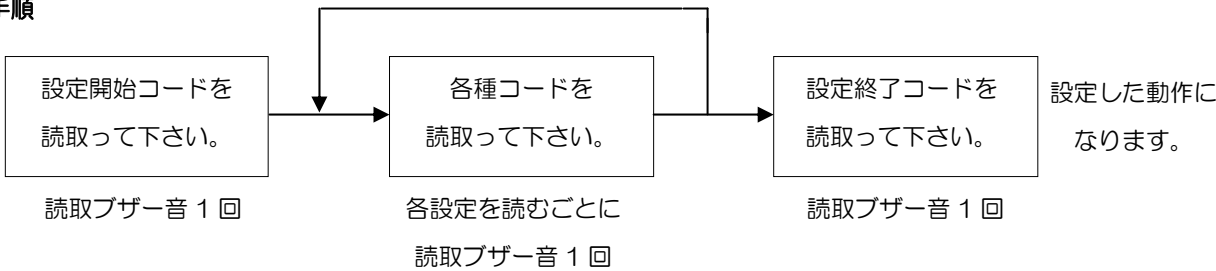 手順
設定開始コードを
読取って下さい。
読取ブザー音 1 回
各種コードを
読取って下さい。
各設定を読むごとに
読取ブザー音 1 回
設定終了コードを
読取って下さい。
読取ブザー音 1 回
設定した動作に
なります。